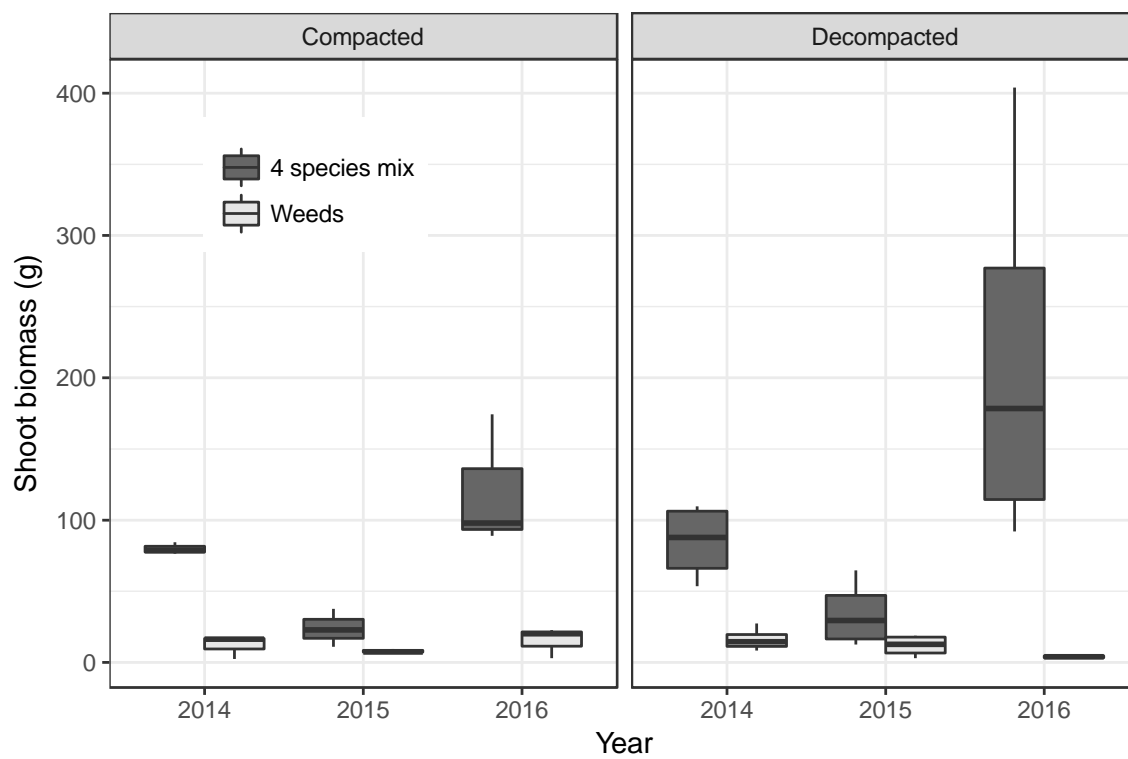 Compacted
Decompacted
400
300
200
100
0
Shoot biomass (g)
4 species mix
Weeds
2014
2015
2016
2014
2015
2016
Year